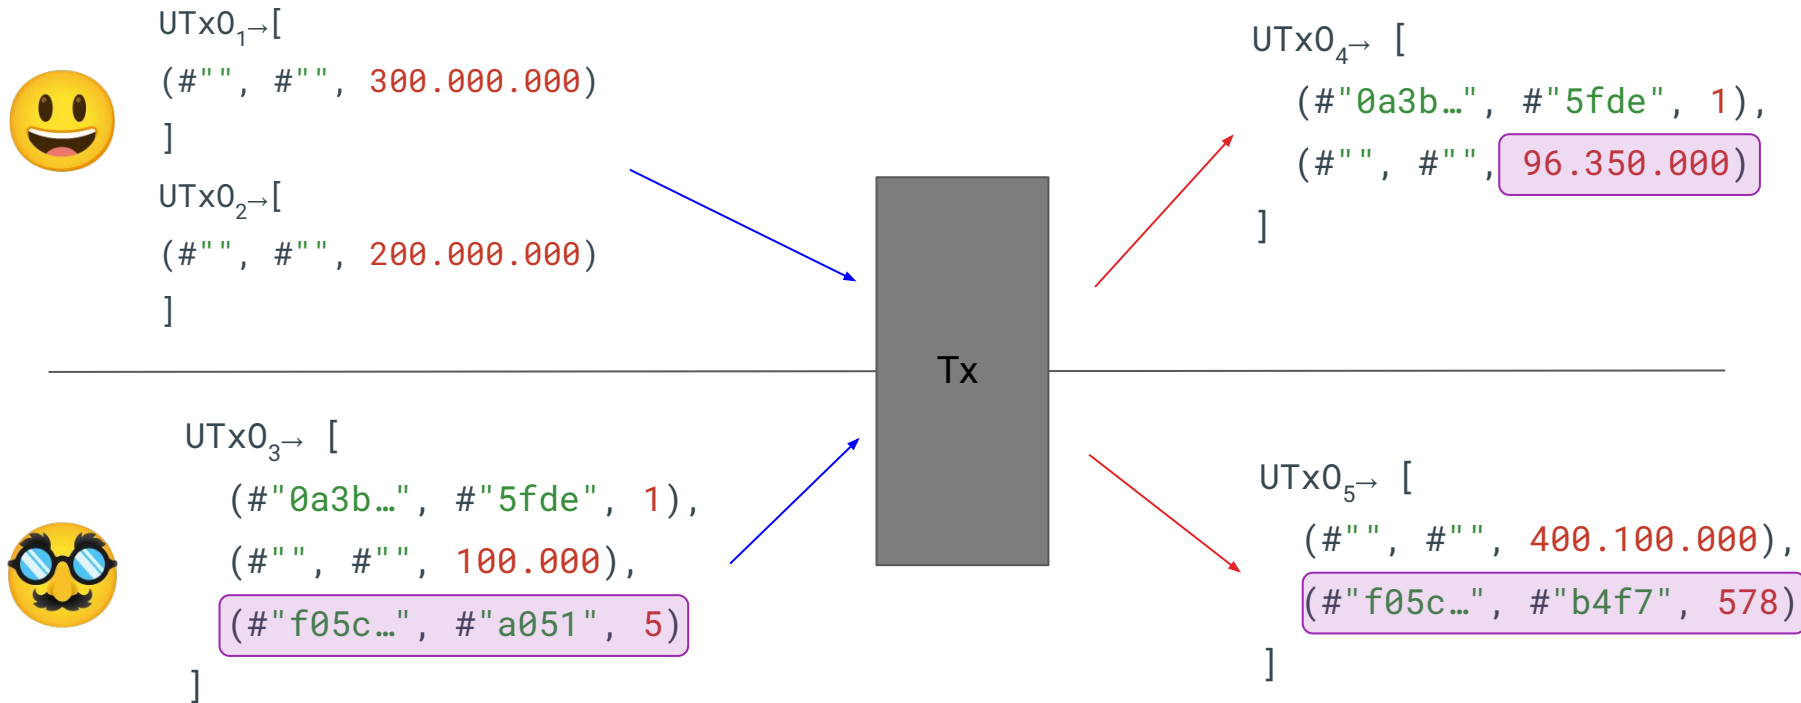 UTxO1→[
(#"", #"", 300.000.000)
]
UTxO2→[
(#"", #"", 200.000.000)
]
UTxO3→ [
(#"0a3b…", #"5fde", 1),
(#"", #"", 100.000),
(#"f05c…", #"a051", 5)
]
Tx
UTxO4→ [
(#"0a3b…", #"5fde", 1),
(#"", #"", 96.350.000)
]
UTxO5→ [
(#"", #"", 400.100.000),
(#"f05c…", #"b4f7", 578)
]